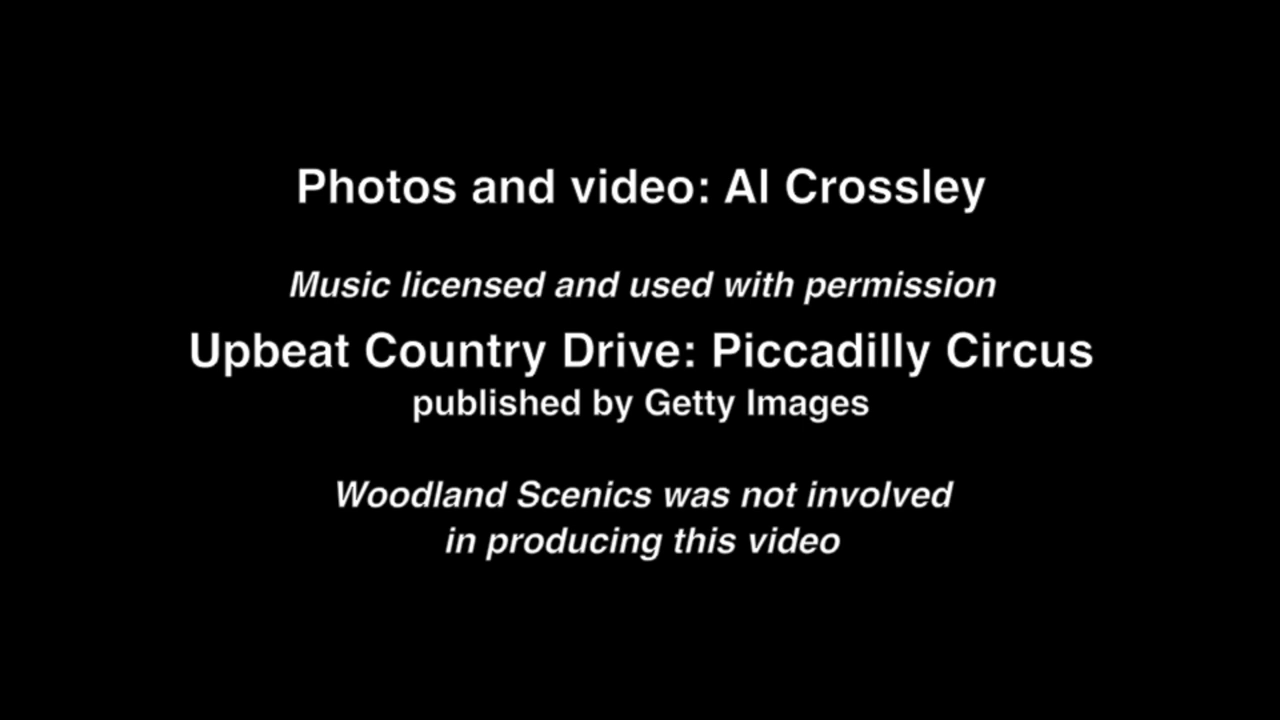 Photos and video: Al Crossley
Music licensed and used with permission
Upbeat Country Drive: Piccadilly Circus
published by Getty Images
Woodland Scenics was not involved
in producing this video